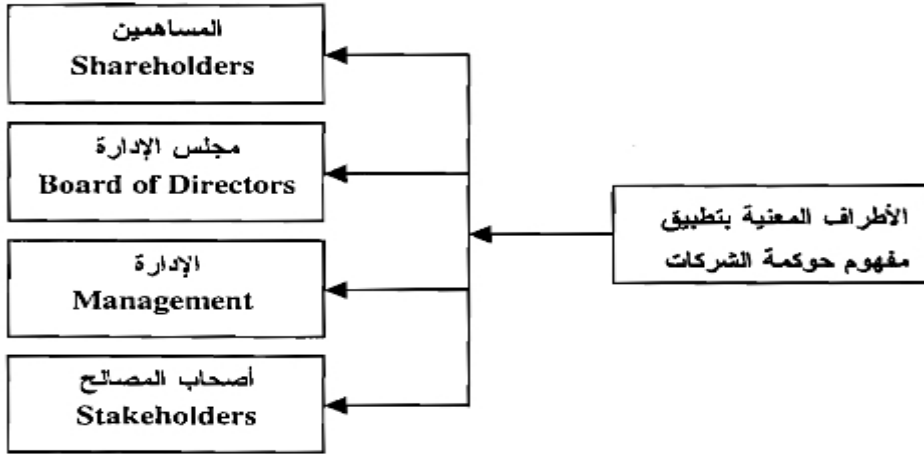 المساهمين
Shareholders
مجلس الإدارة
Board of Directors
الإدارة
Management
أصحاب المصالح
Stakeholders
الأطراف المعنية بتطبيق
مفهوم حوكمة الشركات